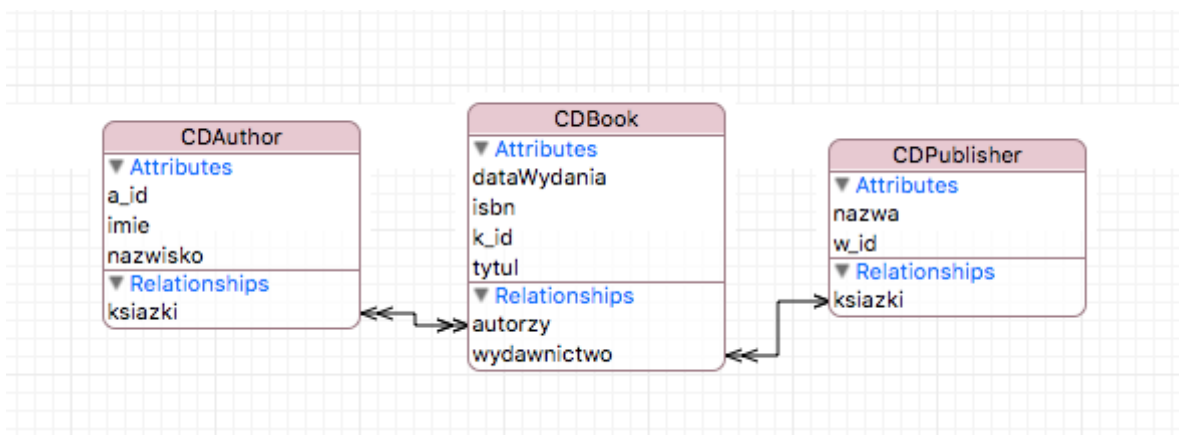 CDAuthor
Attributes
a_id
imie
nazwisko
Relationships
ksiazki
CDBook
Attributes
dataWydania
isbn
k_id
tytul
Relationships
autorzy
wydawnictwo
CDPublisher
Attributes
nazwa
w_id
Relationships
ksiazki